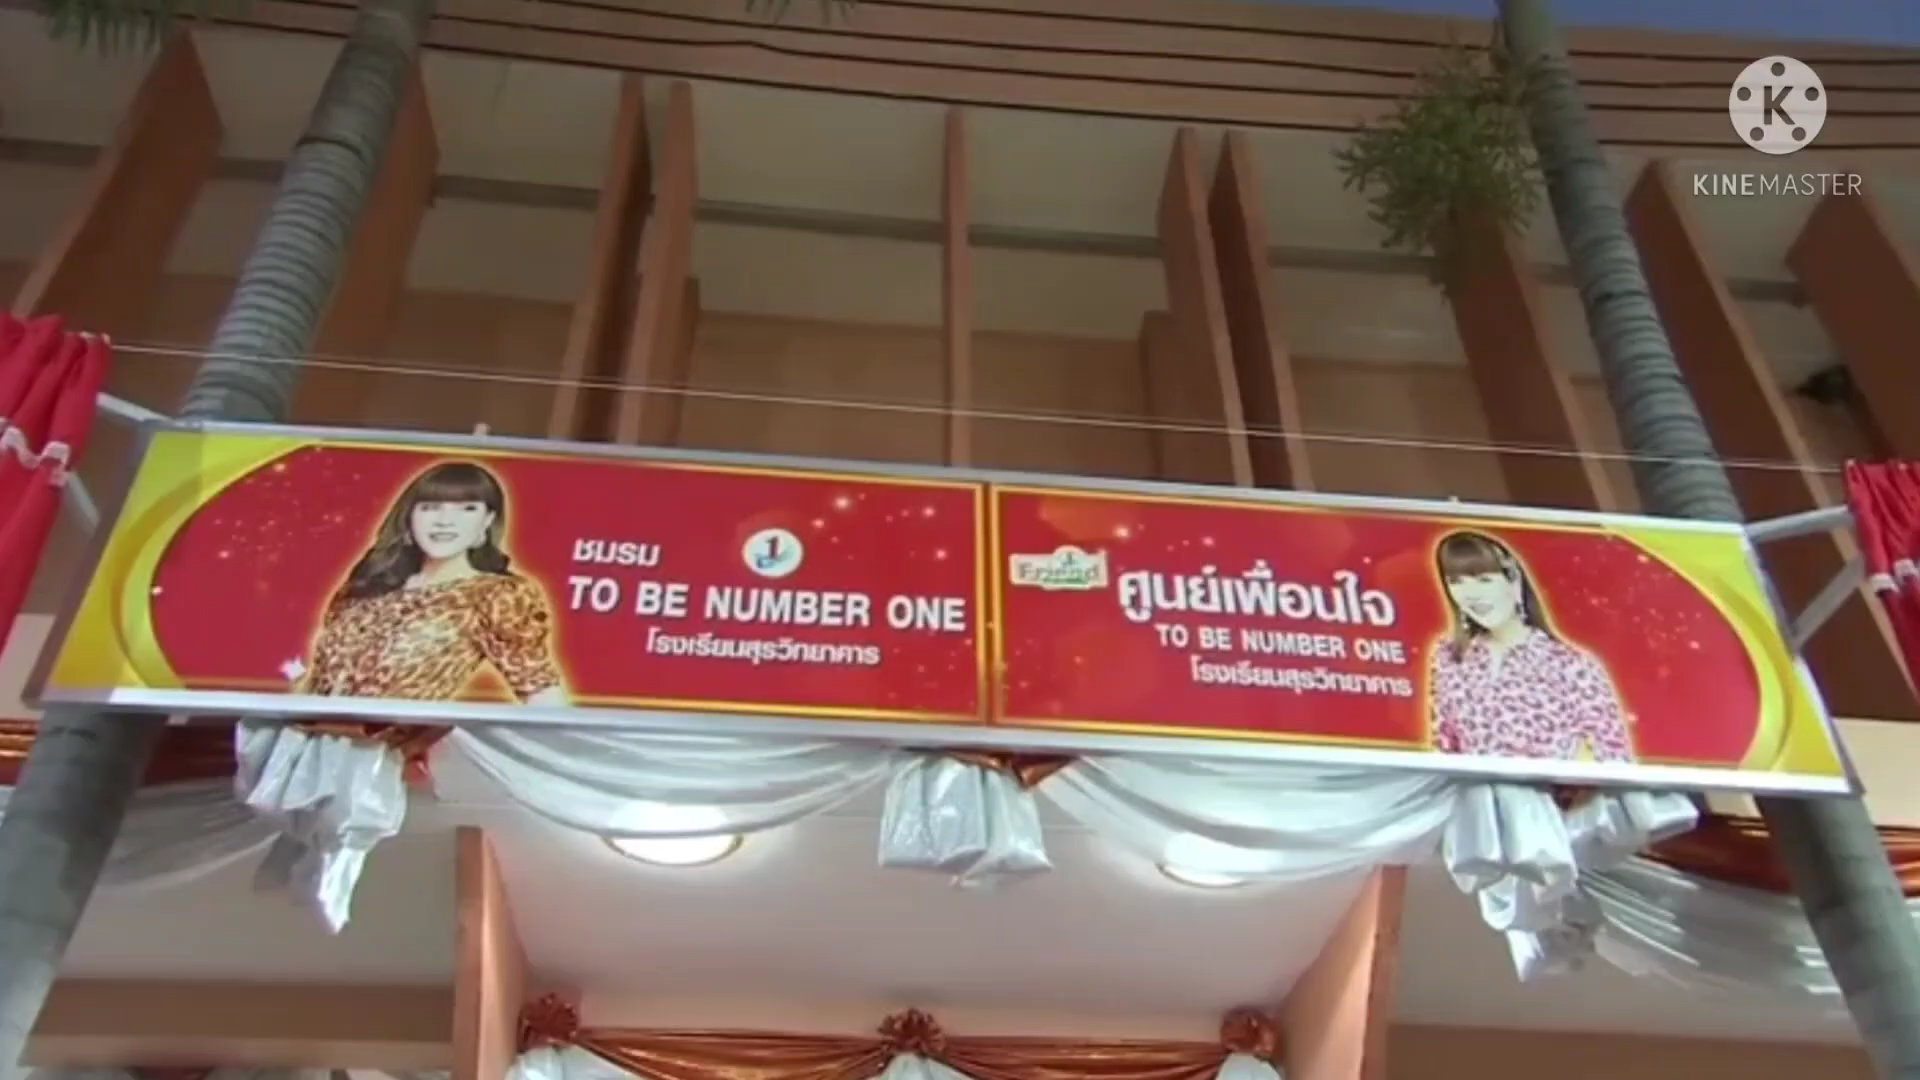 KINEMASTER
ชมรม
1
TO BE NUMBER ONE
โรงเรียนสุรวิทยาคาร
Friend
ศูนย์เพื่อนใจ
TO BE NUMBER ONE
โรงเรียนสุรวิทยาคาร